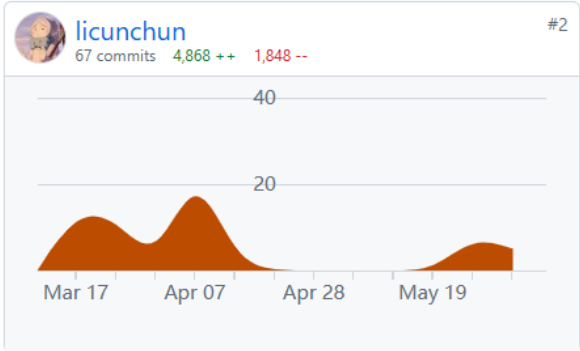 licunchun
#2
67 commits 4,868 ++ 1,848 --
40
20
Mar 17 Apr 07 Apr 28 May 19